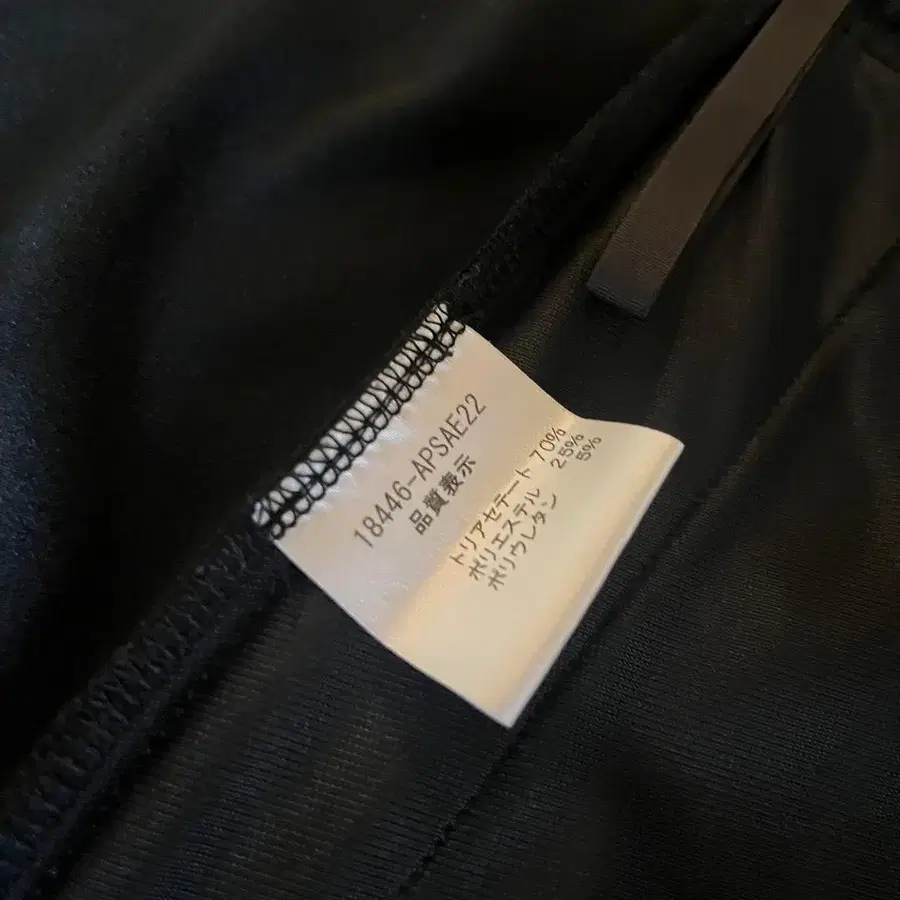 18446-APSAE22
品質表示
トリアセテート 70%
ポリエステル 25%
ポリウレタン 5%